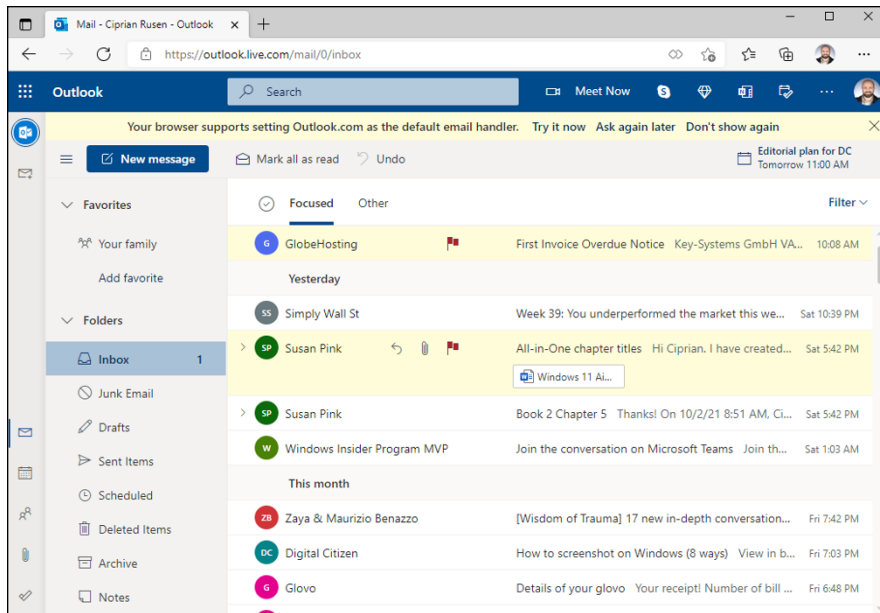 Mail - Ciprian Rusen - Outlook
https://outlook.live.com/mail/0/inbox
Outlook
Search
Meet Now
Your browser supports setting Outlook.com as the default email handler. Try it now Ask again later Don't show again
New message
Mark all as read
Undo
Editorial plan for DC
Tomorrow 11:00 AM
Favorites
Your family
Add favorite
Folders
Inbox 1
Junk Email
Drafts
Sent Items
Scheduled
Deleted Items
Archive
Notes
Focused Other Filter
G GlobeHosting First Invoice Overdue Notice Key-Systems GmbH VA... 10:08 AM
Yesterday
SS Simply Wall St Week 39: You underperformed the market this we... Sat 10:39 PM
SP Susan Pink All-in-One chapter titles Hi Ciprian. I have created... Sat 5:42 PM
Windows 11 Ai...
SP Susan Pink Book 2 Chapter 5 Thanks! On 10/2/21 8:51 AM, Ci... Sat 5:42 PM
W Windows Insider Program MVP Join the conversation on Microsoft Teams Join th... Sat 1:03 AM
This month
ZB Zaya & Maurizio Benazzo [Wisdom of Trauma] 17 new in-depth conversation... Fri 7:42 PM
DC Digital Citizen How to screenshot on Windows (8 ways) View in b... Fri 7:03 PM
G Glovo Details of your glovo Your receipt! Number of bill ... Fri 6:48 PM